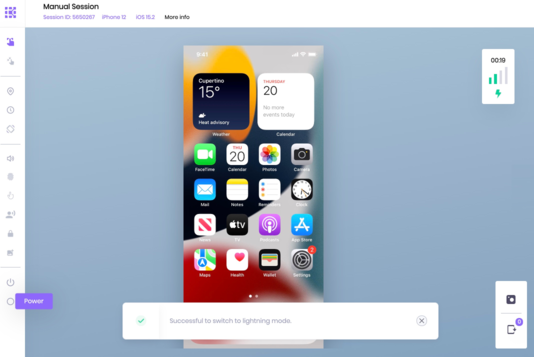 Manual Session
Session ID: 5650267 iPhone 12 iOS 15.2 More info
00:19
9:41
Cupertino
15°
Heat advisory
Weather
THURSDAY
20
No more
events today
Calendar
THU
20
FaceTime Calendar Photos Camera
Mail Notes Reminders Clock
tv
News TV Podcasts App Store
2
Maps Health Wallet Settings
Power
Successful to switch to lightning mode.
0